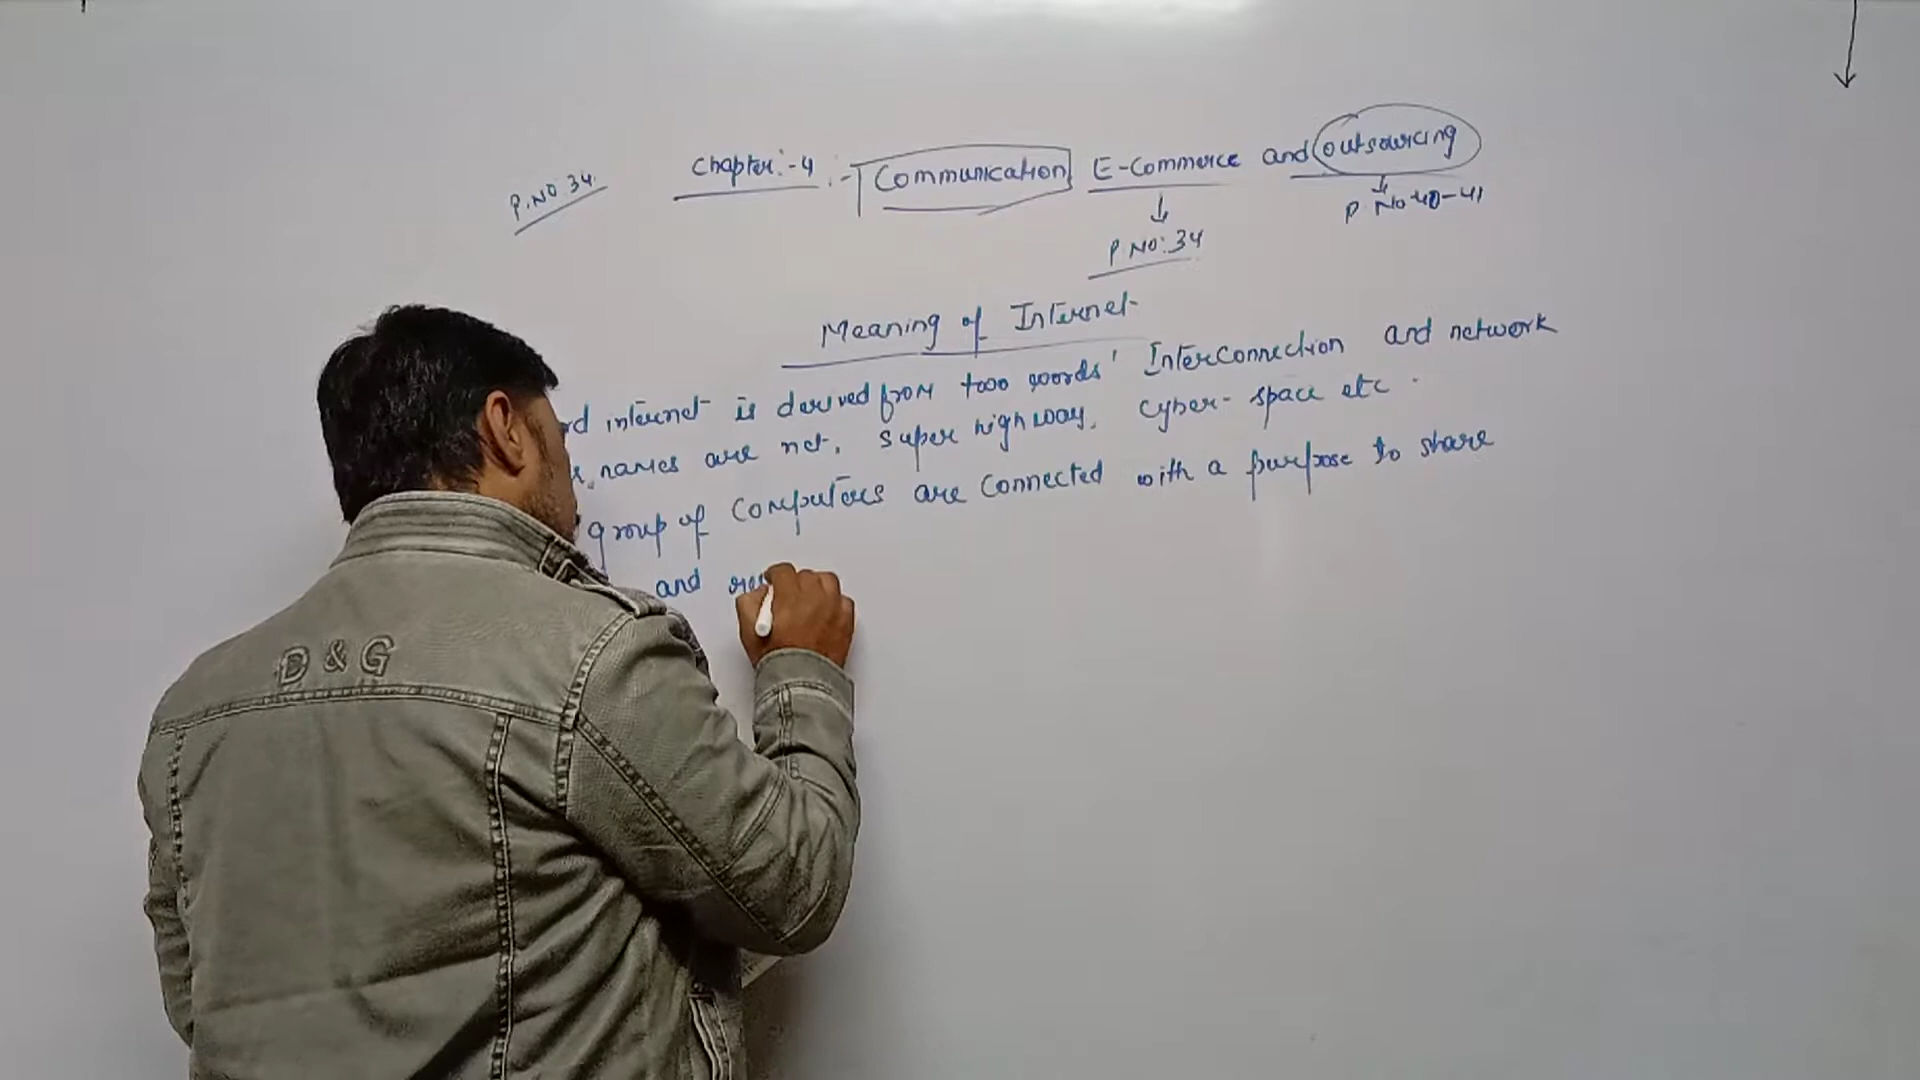 P.NO:34.
Chapter:-4 :- Communication E-Commerce and outsourcing
P No 40-41
P NO:34
Meaning of Internet
internet is derived from two words' Interconnection and network
names are net, super high way, cyber-space etc.
group of computers are connected with a purpose to share
and
D & G